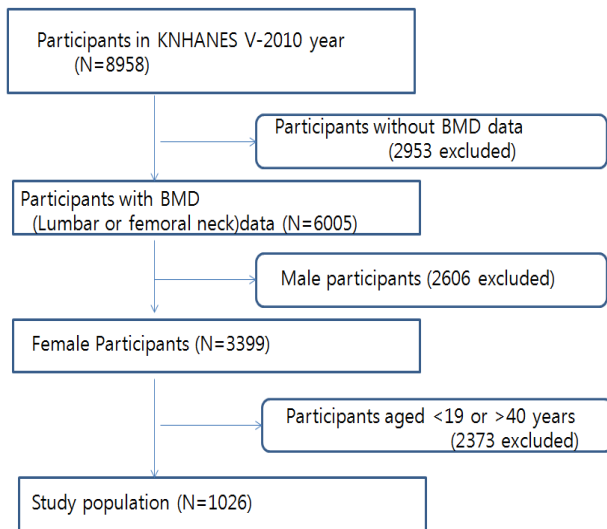 Participants in KNHANES V-2010 year
(N=8958)
Participants without BMD data
(2953 excluded)
Participants with BMD
(Lumbar or femoral neck)data (N=6005)
Male participants (2606 excluded)
Female Participants (N=3399)
Participants aged <19 or >40 years
(2373 excluded)
Study population (N=1026)